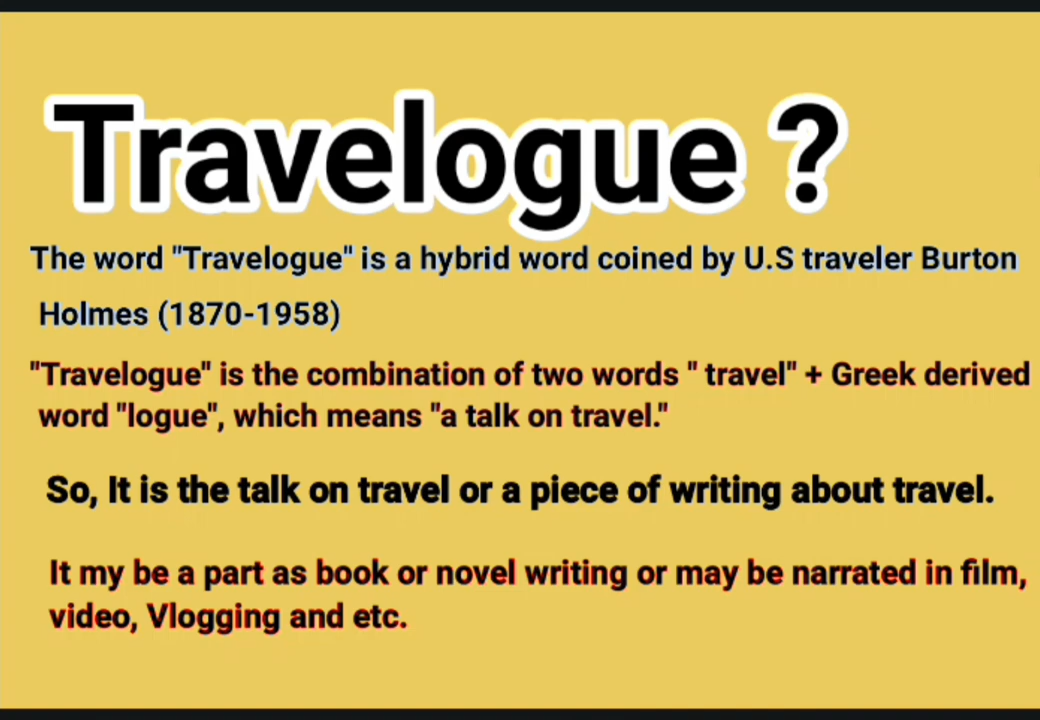 Travelogue ?
The word "Travelogue" is a hybrid word coined by U.S traveler Burton
Holmes (1870-1958)
"Travelogue" is the combination of two words " travel" + Greek derived
word "logue", which means "a talk on travel."
So, It is the talk on travel or a piece of writing about travel.
It my be a part as book or novel writing or may be narrated in film,
video, Vlogging and etc.